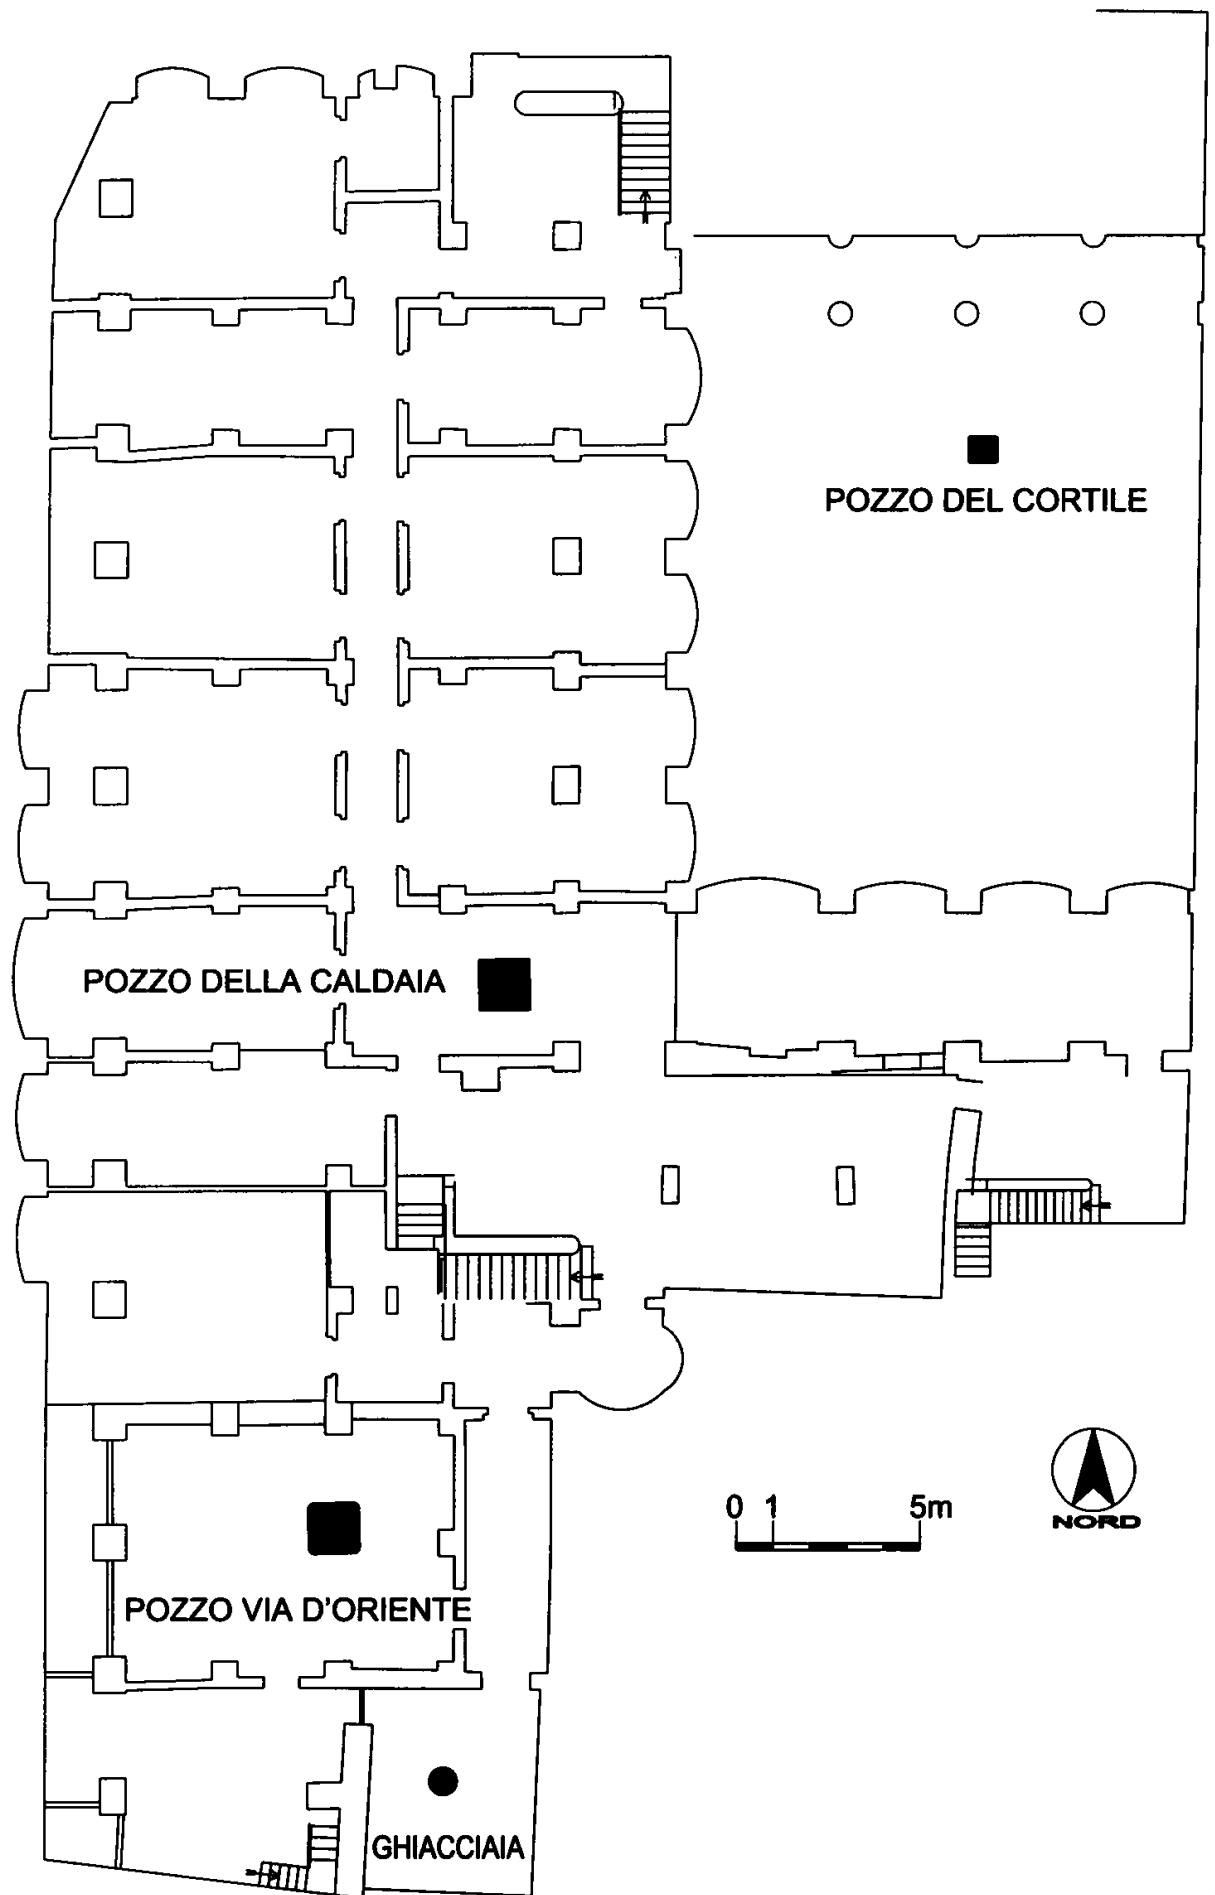 POZZO DEL CORTILE
POZZO DELLA CALDAIA
0 1 5m
NORD
POZZO VIA D'ORIENTE
GHIACCIAIA